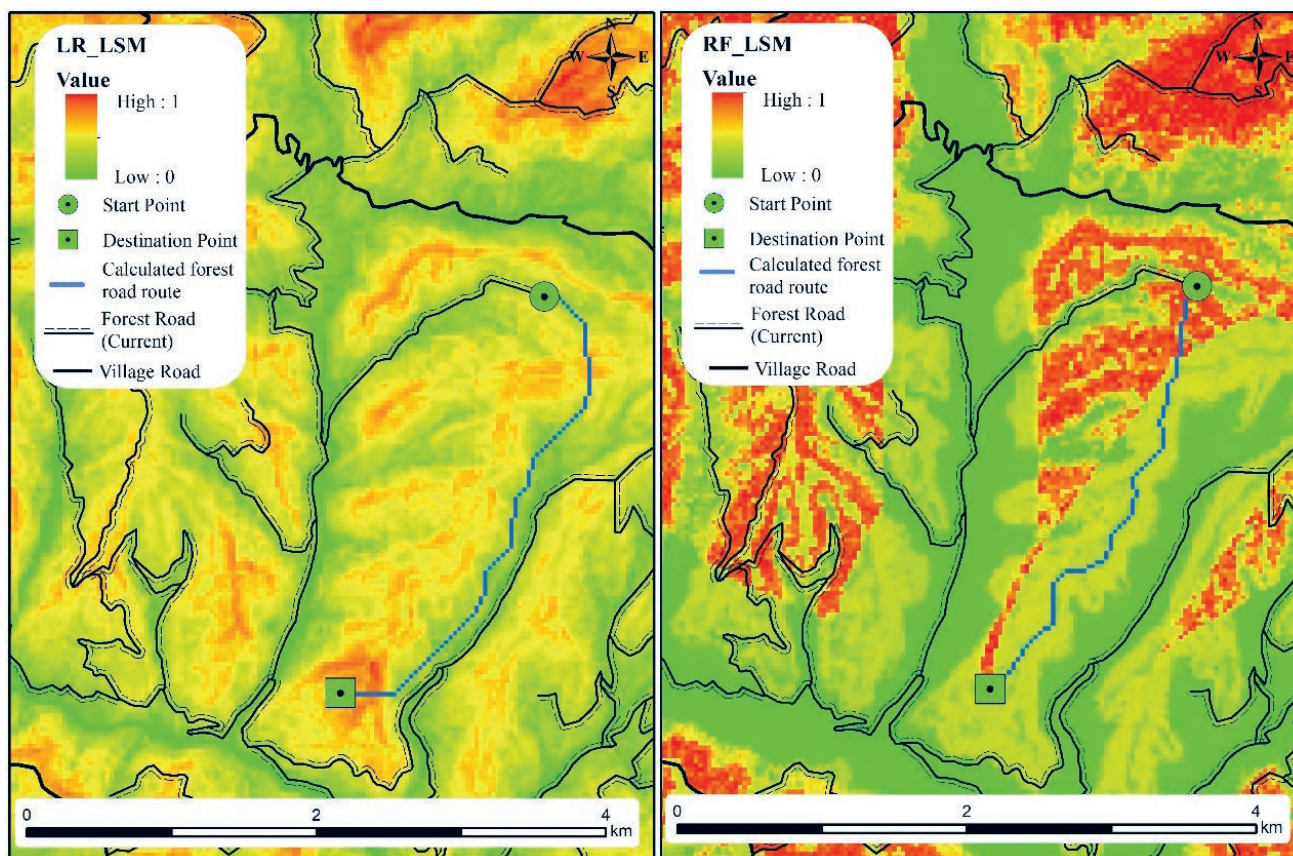 LR_LSM
Value
High : 1
Low : 0
Start Point
Destination Point
Calculated forest
road route
Forest Road
(Current)
Village Road
N
W E
S
0 2 4
km
RF_LSM
Value
High : 1
Low : 0
Start Point
Destination Point
Calculated forest
road route
Forest Road
(Current)
Village Road
N
W E
S
0 2 4
km